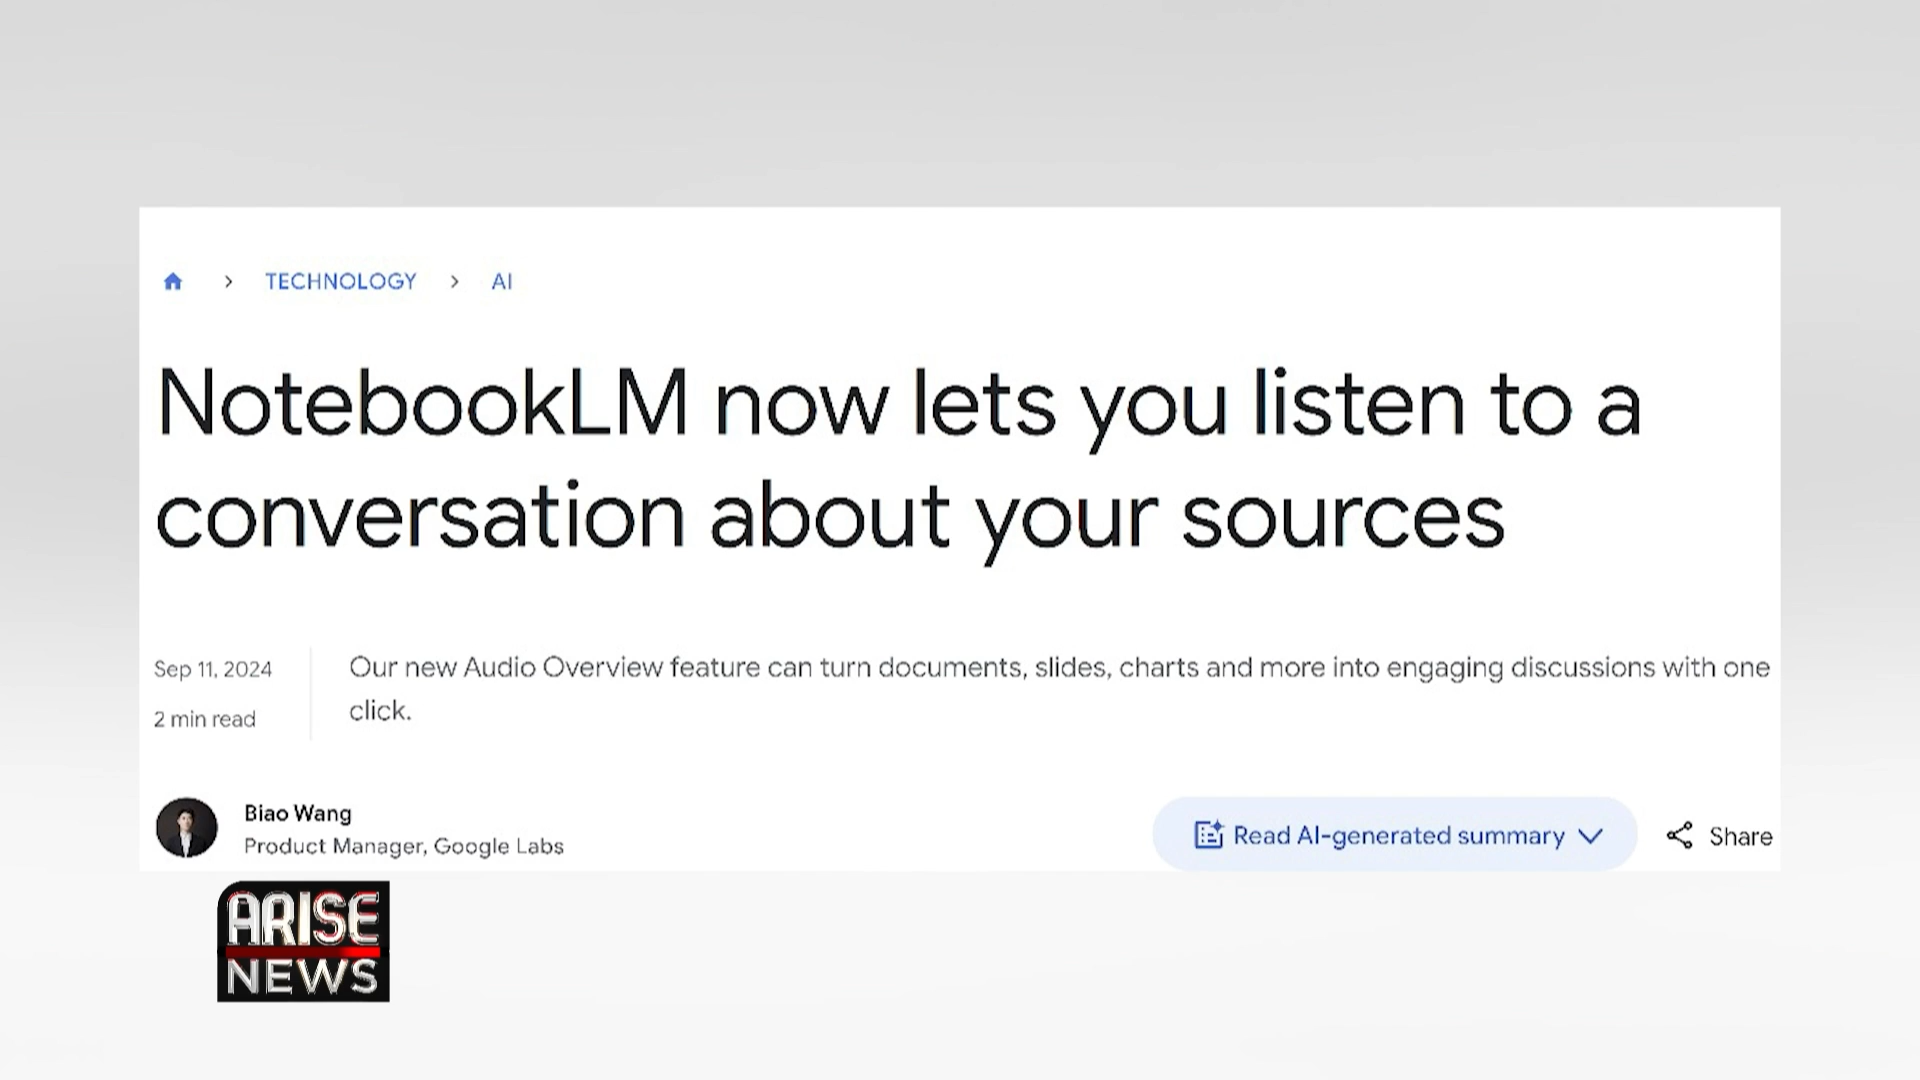 TECHNOLOGY > AI
NotebookLM now lets you listen to a
conversation about your sources
Sep 11, 2024
2 min read
Our new Audio Overview feature can turn documents, slides, charts and more into engaging discussions with one
click.
Biao Wang
Product Manager, Google Labs
Read AI-generated summary
Share
ARISE
NEWS